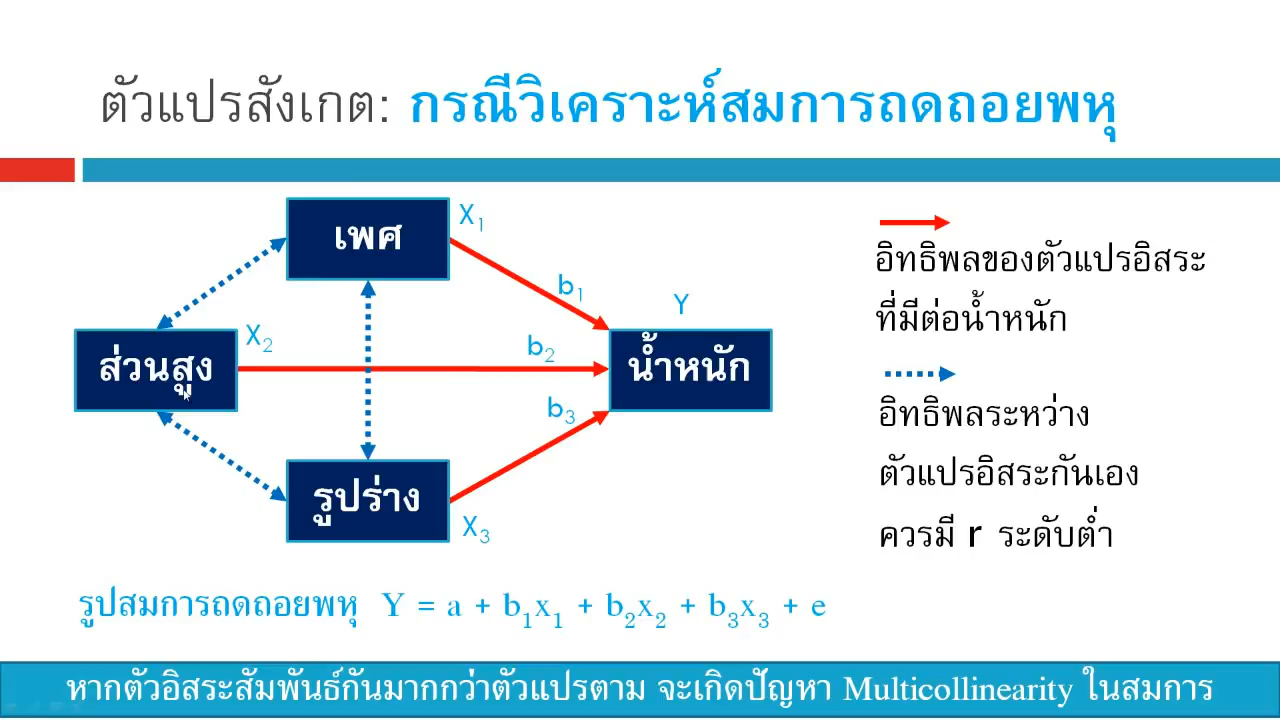 ตัวแปรสังเกต: กรณีวิเคราะห์สมการถดถอยพหุ
เพศ
X1
b1
Y
ส่วนสูง
X2
b2
น้ำหนัก
b3
รูปร่าง
X3
อิทธิพลของตัวแปรอิสระ
ที่มีต่อน้ำหนัก
อิทธิพลระหว่าง
ตัวแปรอิสระกันเอง
ควรมี r ระดับต่ำ
รูปสมการถดถอยพหุ Y = a + b1x1 + b2x2 + b3x3 + e
หากตัวอิสระสัมพันธ์กันมากกว่าตัวแปรตาม จะเกิดปัญหา Multicollinearity ในสมการ